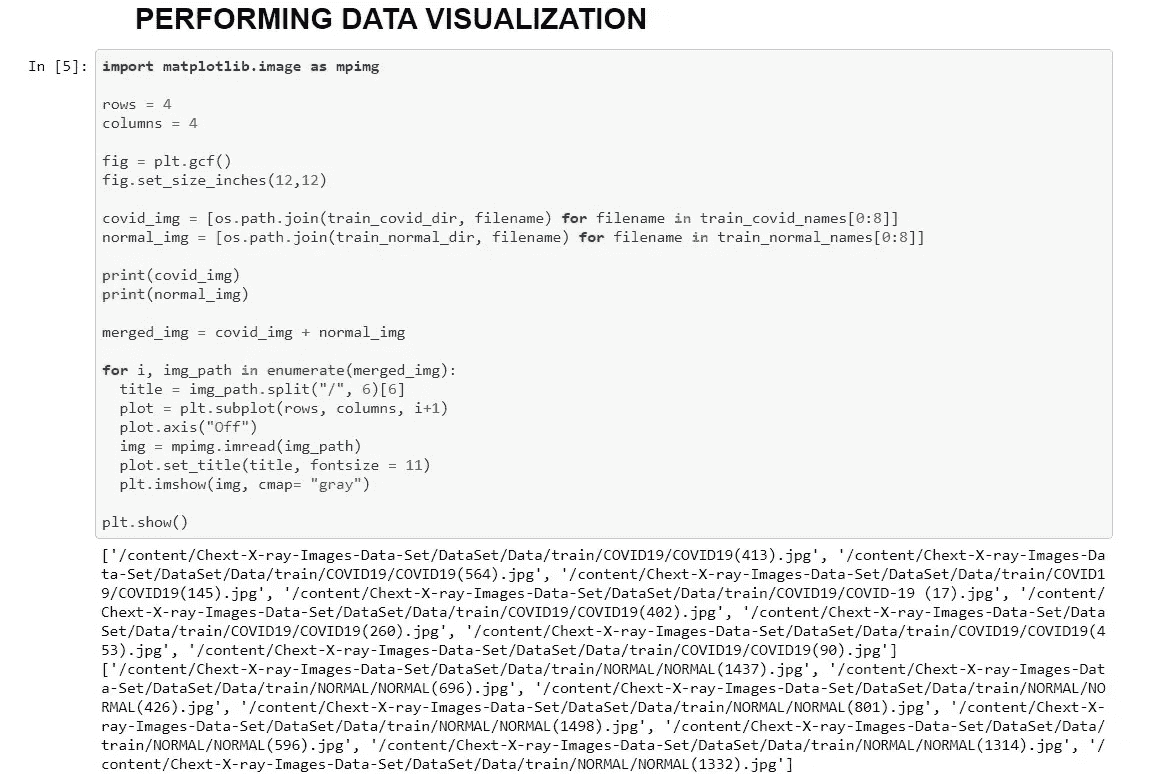 PERFORMING DATA VISUALIZATION
In [5]: import matplotlib.image as mpimg
rows = 4
columns = 4
fig = plt.gcf()
fig.set_size_inches(12,12)
covid_img = [os.path.join(train_covid_dir, filename) for filename in train_covid_names[0:8]]
normal_img = [os.path.join(train_normal_dir, filename) for filename in train_normal_names[0:8]]
print(covid_img)
print(normal_img)
merged_img = covid_img + normal_img
for i, img_path in enumerate(merged_img):
  title = img_path.split("/", 6)[6]
  plot = plt.subplot(rows, columns, i+1)
  plot.axis("Off")
  img = mpimg.imread(img_path)
  plot.set_title(title, fontsize = 11)
  plt.imshow(img, cmap= "gray")
plt.show()
['/content/Chext-X-ray-Images-Data-Set/DataSet/Data/train/COVID19/COVID19(413).jpg', '/content/Chext-X-ray-Images-Da
ta-Set/DataSet/Data/train/COVID19/COVID19(564).jpg', '/content/Chext-X-ray-Images-Data-Set/DataSet/Data/train/COVID1
9/COVID19(145).jpg', '/content/Chext-X-ray-Images-Data-Set/DataSet/Data/train/COVID19/COVID-19 (17).jpg', '/content/
Chext-X-ray-Images-Data-Set/DataSet/Data/train/COVID19/COVID19(402).jpg', '/content/Chext-X-ray-Images-Data-Set/Data
Set/Data/train/COVID19/COVID19(260).jpg', '/content/Chext-X-ray-Images-Data-Set/DataSet/Data/train/COVID19/COVID19(4
53).jpg', '/content/Chext-X-ray-Images-Data-Set/DataSet/Data/train/COVID19/COVID19(90).jpg']
['/content/Chext-X-ray-Images-Data-Set/DataSet/Data/train/NORMAL/NORMAL(1437).jpg', '/content/Chext-X-ray-Images-Dat
a-Set/DataSet/Data/train/NORMAL/NORMAL(696).jpg', '/content/Chext-X-ray-Images-Data-Set/DataSet/Data/train/NORMAL/NO
RMAL(426).jpg', '/content/Chext-X-ray-Images-Data-Set/DataSet/Data/train/NORMAL/NORMAL(801).jpg', '/content/Chext-X-
ray-Images-Data-Set/DataSet/Data/train/NORMAL/NORMAL(1498).jpg', '/content/Chext-X-ray-Images-Data-Set/DataSet/Data/
train/NORMAL/NORMAL(596).jpg', '/content/Chext-X-ray-Images-Data-Set/DataSet/Data/train/NORMAL/NORMAL(1314).jpg', '/
content/Chext-X-ray-Images-Data-Set/DataSet/Data/train/NORMAL/NORMAL(1332).jpg']